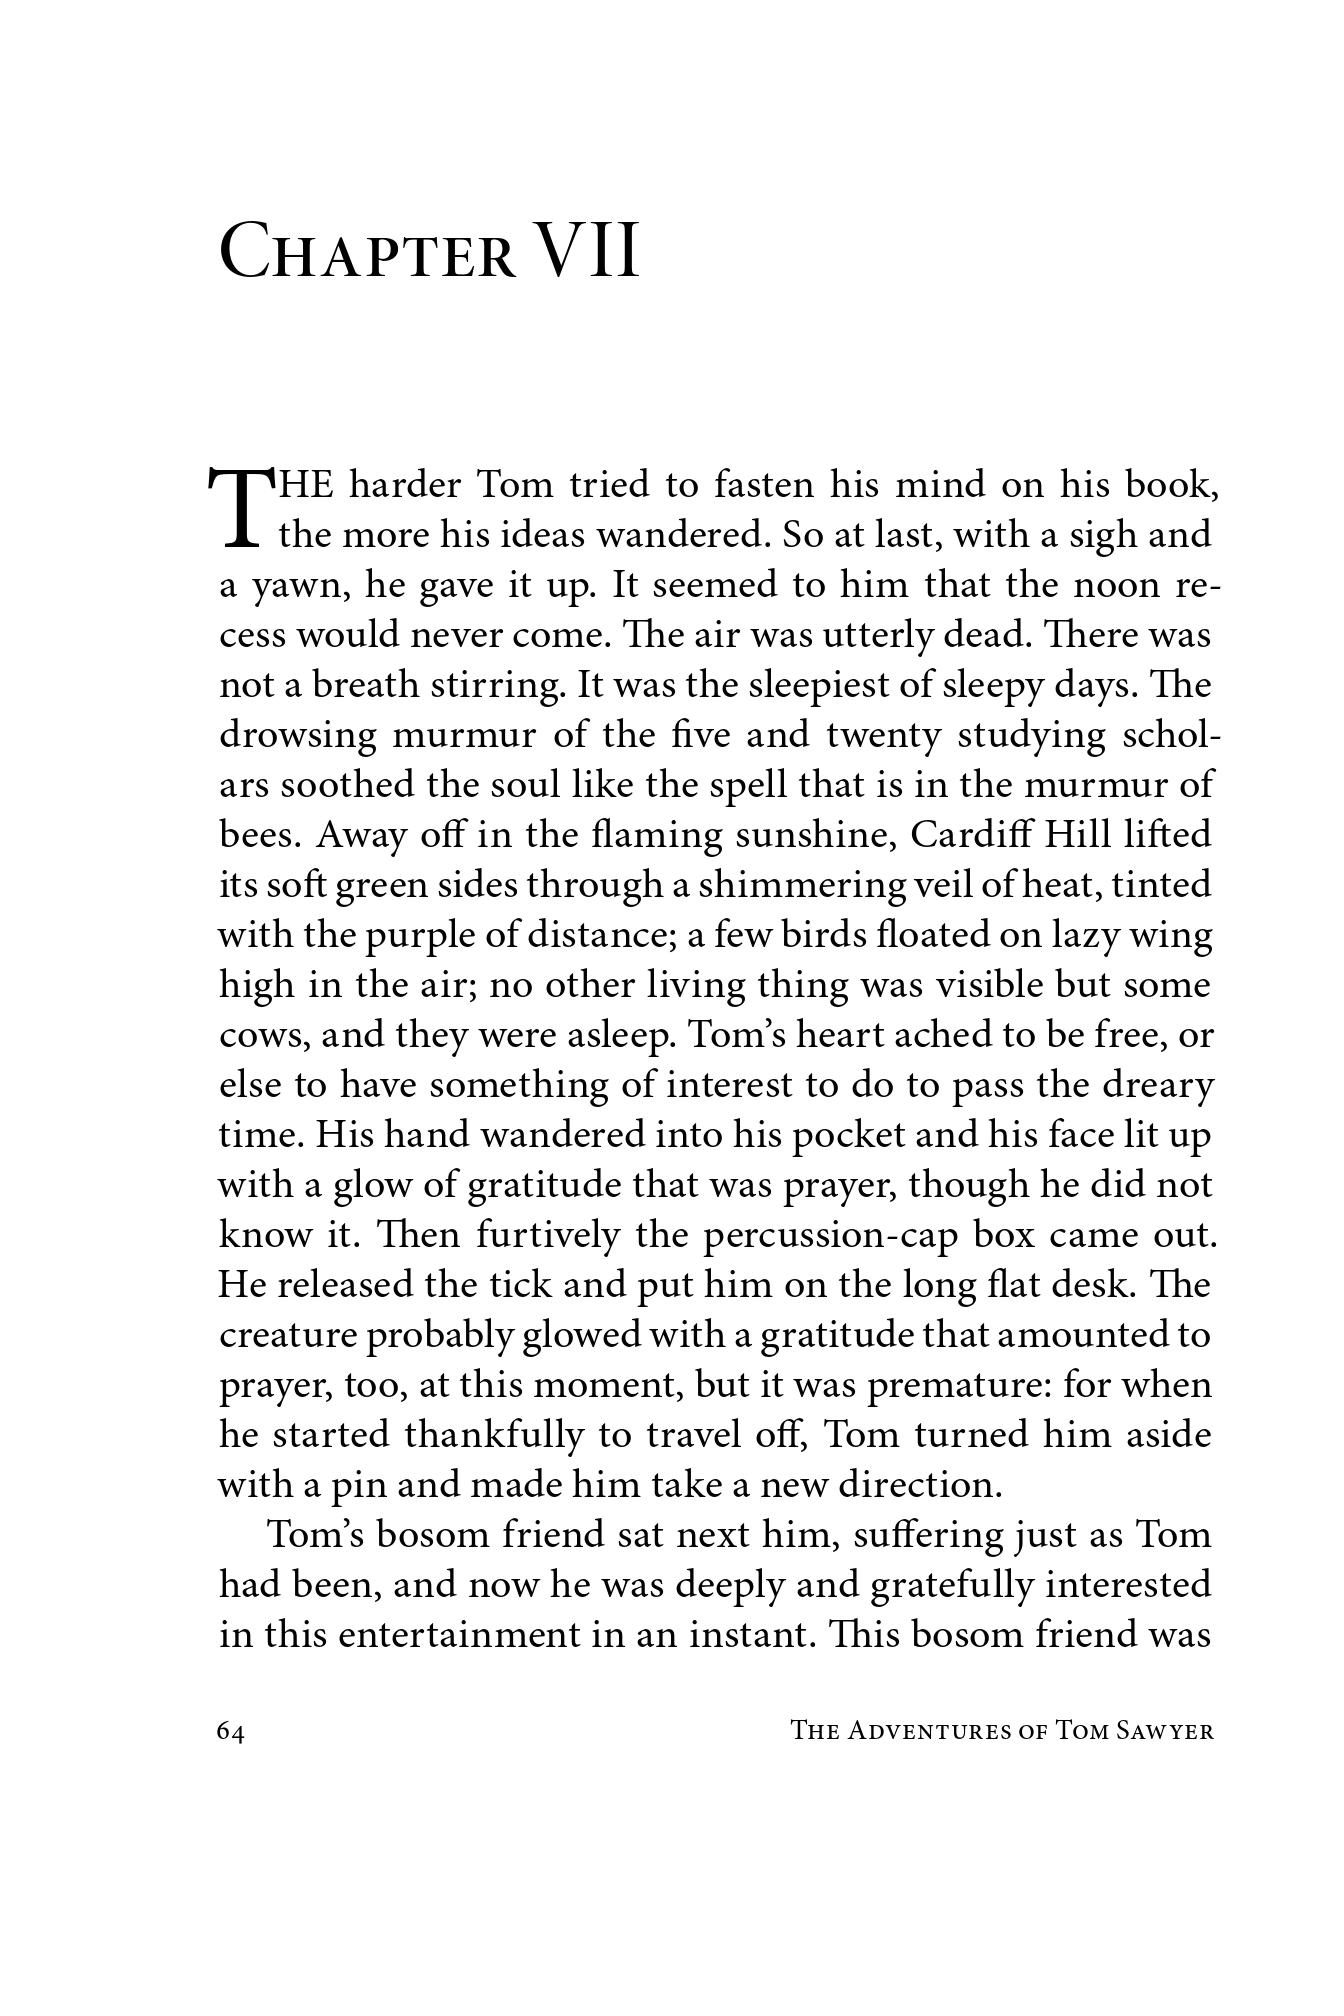 Chapter VII
THE harder Tom tried to fasten his mind on his book,
the more his ideas wandered. So at last, with a sigh and
a yawn, he gave it up. It seemed to him that the noon re-
cess would never come. The air was utterly dead. There was
not a breath stirring. It was the sleepiest of sleepy days. The
drowsing murmur of the five and twenty studying schol-
ars soothed the soul like the spell that is in the murmur of
bees. Away off in the flaming sunshine, Cardiff Hill lifted
its soft green sides through a shimmering veil of heat, tinted
with the purple of distance; a few birds floated on lazy wing
high in the air; no other living thing was visible but some
cows, and they were asleep. Tom’s heart ached to be free, or
else to have something of interest to do to pass the dreary
time. His hand wandered into his pocket and his face lit up
with a glow of gratitude that was prayer, though he did not
know it. Then furtively the percussion-cap box came out.
He released the tick and put him on the long flat desk. The
creature probably glowed with a gratitude that amounted to
prayer, too, at this moment, but it was premature: for when
he started thankfully to travel off, Tom turned him aside
with a pin and made him take a new direction.
Tom’s bosom friend sat next him, suffering just as Tom
had been, and now he was deeply and gratefully interested
in this entertainment in an instant. This bosom friend was
64 The Adventures of Tom Sawyer